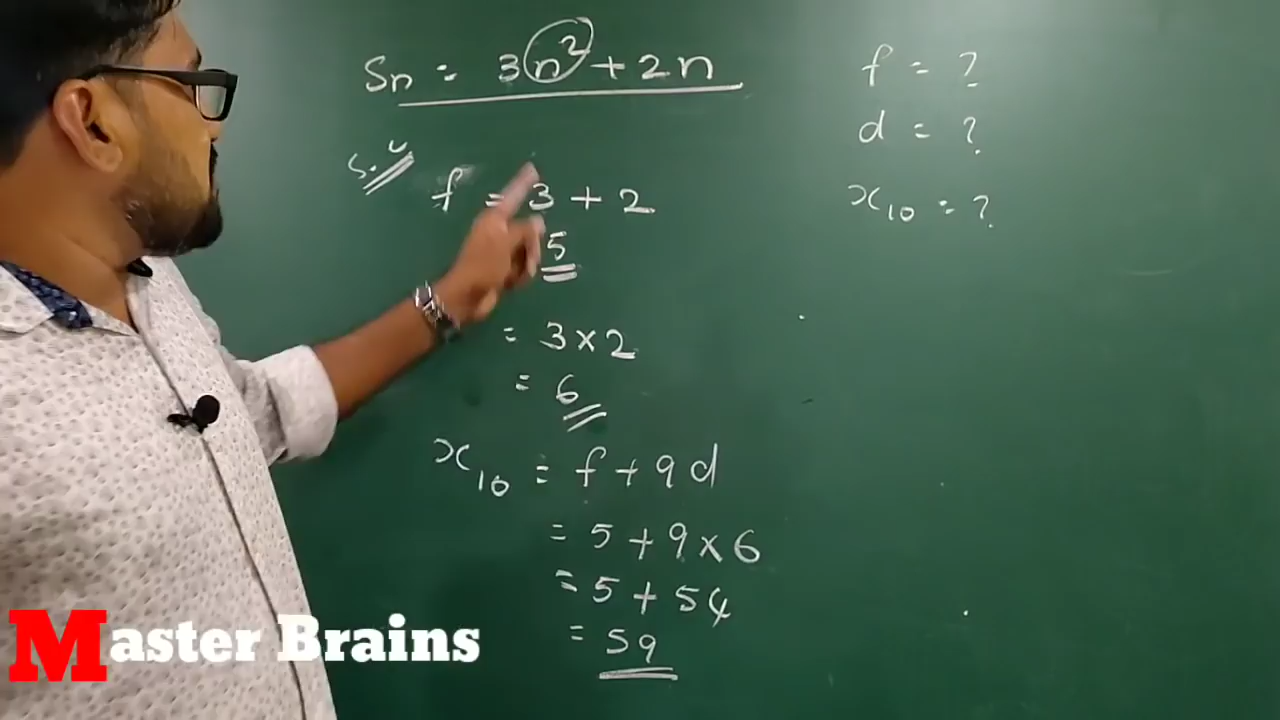 Sn = 3n² + 2n
f = ?
d = ?
x₁₀ = ?
f = 3 + 2
5
= 3 × 2
= 6
x₁₀ = f + 9d
= 5 + 9 × 6
= 5 + 54
= 59
Master Brains